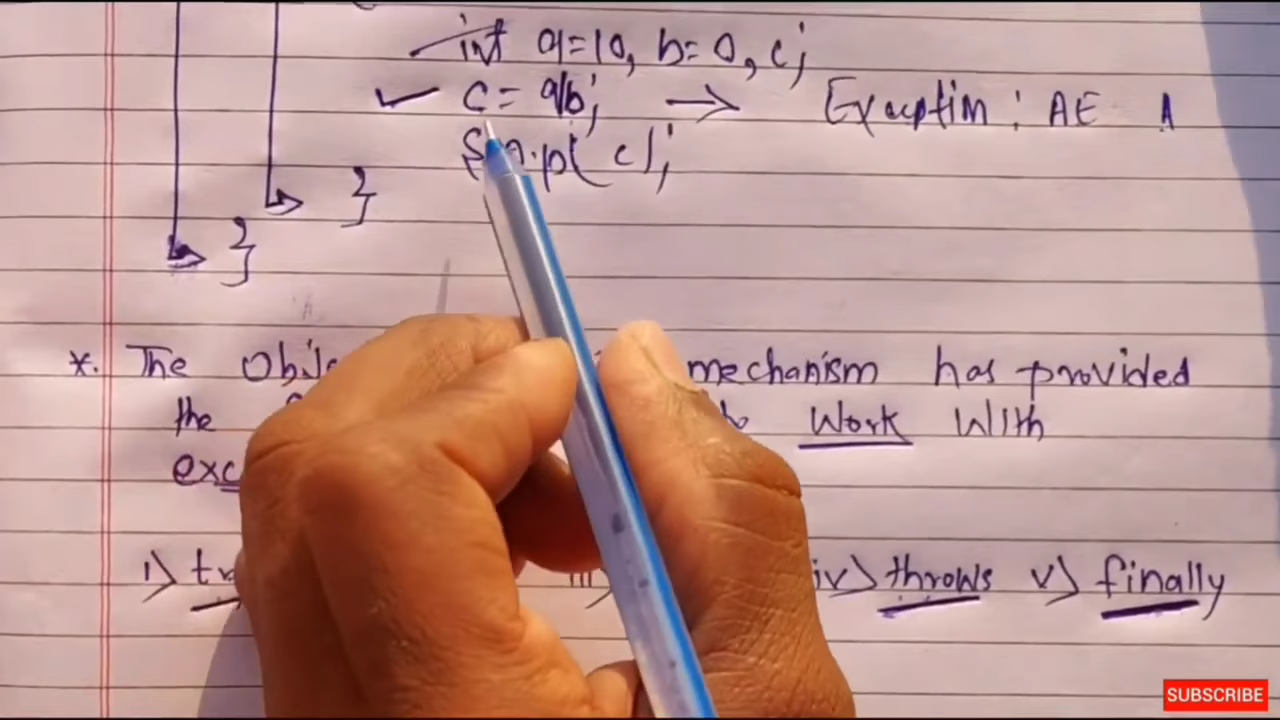 int a=10, b=0, c;
c= a/b; → Exception: AE
.p( c);
}
}
*. The mechanism has provided
the Work With
iv> throws v> finally
SUBSCRIBE